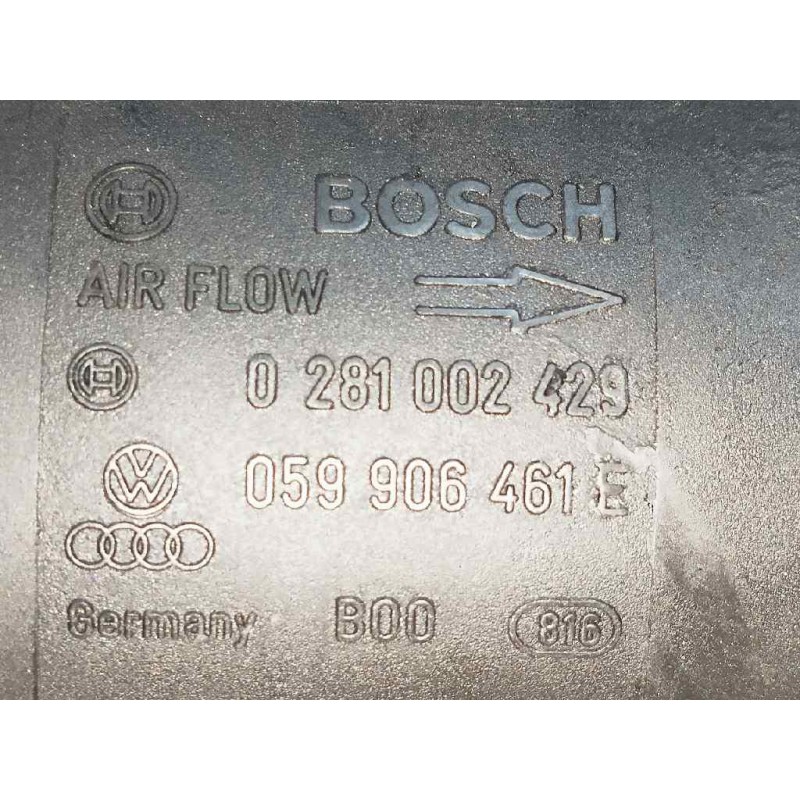 BOSCH
AIR FLOW
0 281 002 429
059 906 461 E
Germany B00 816